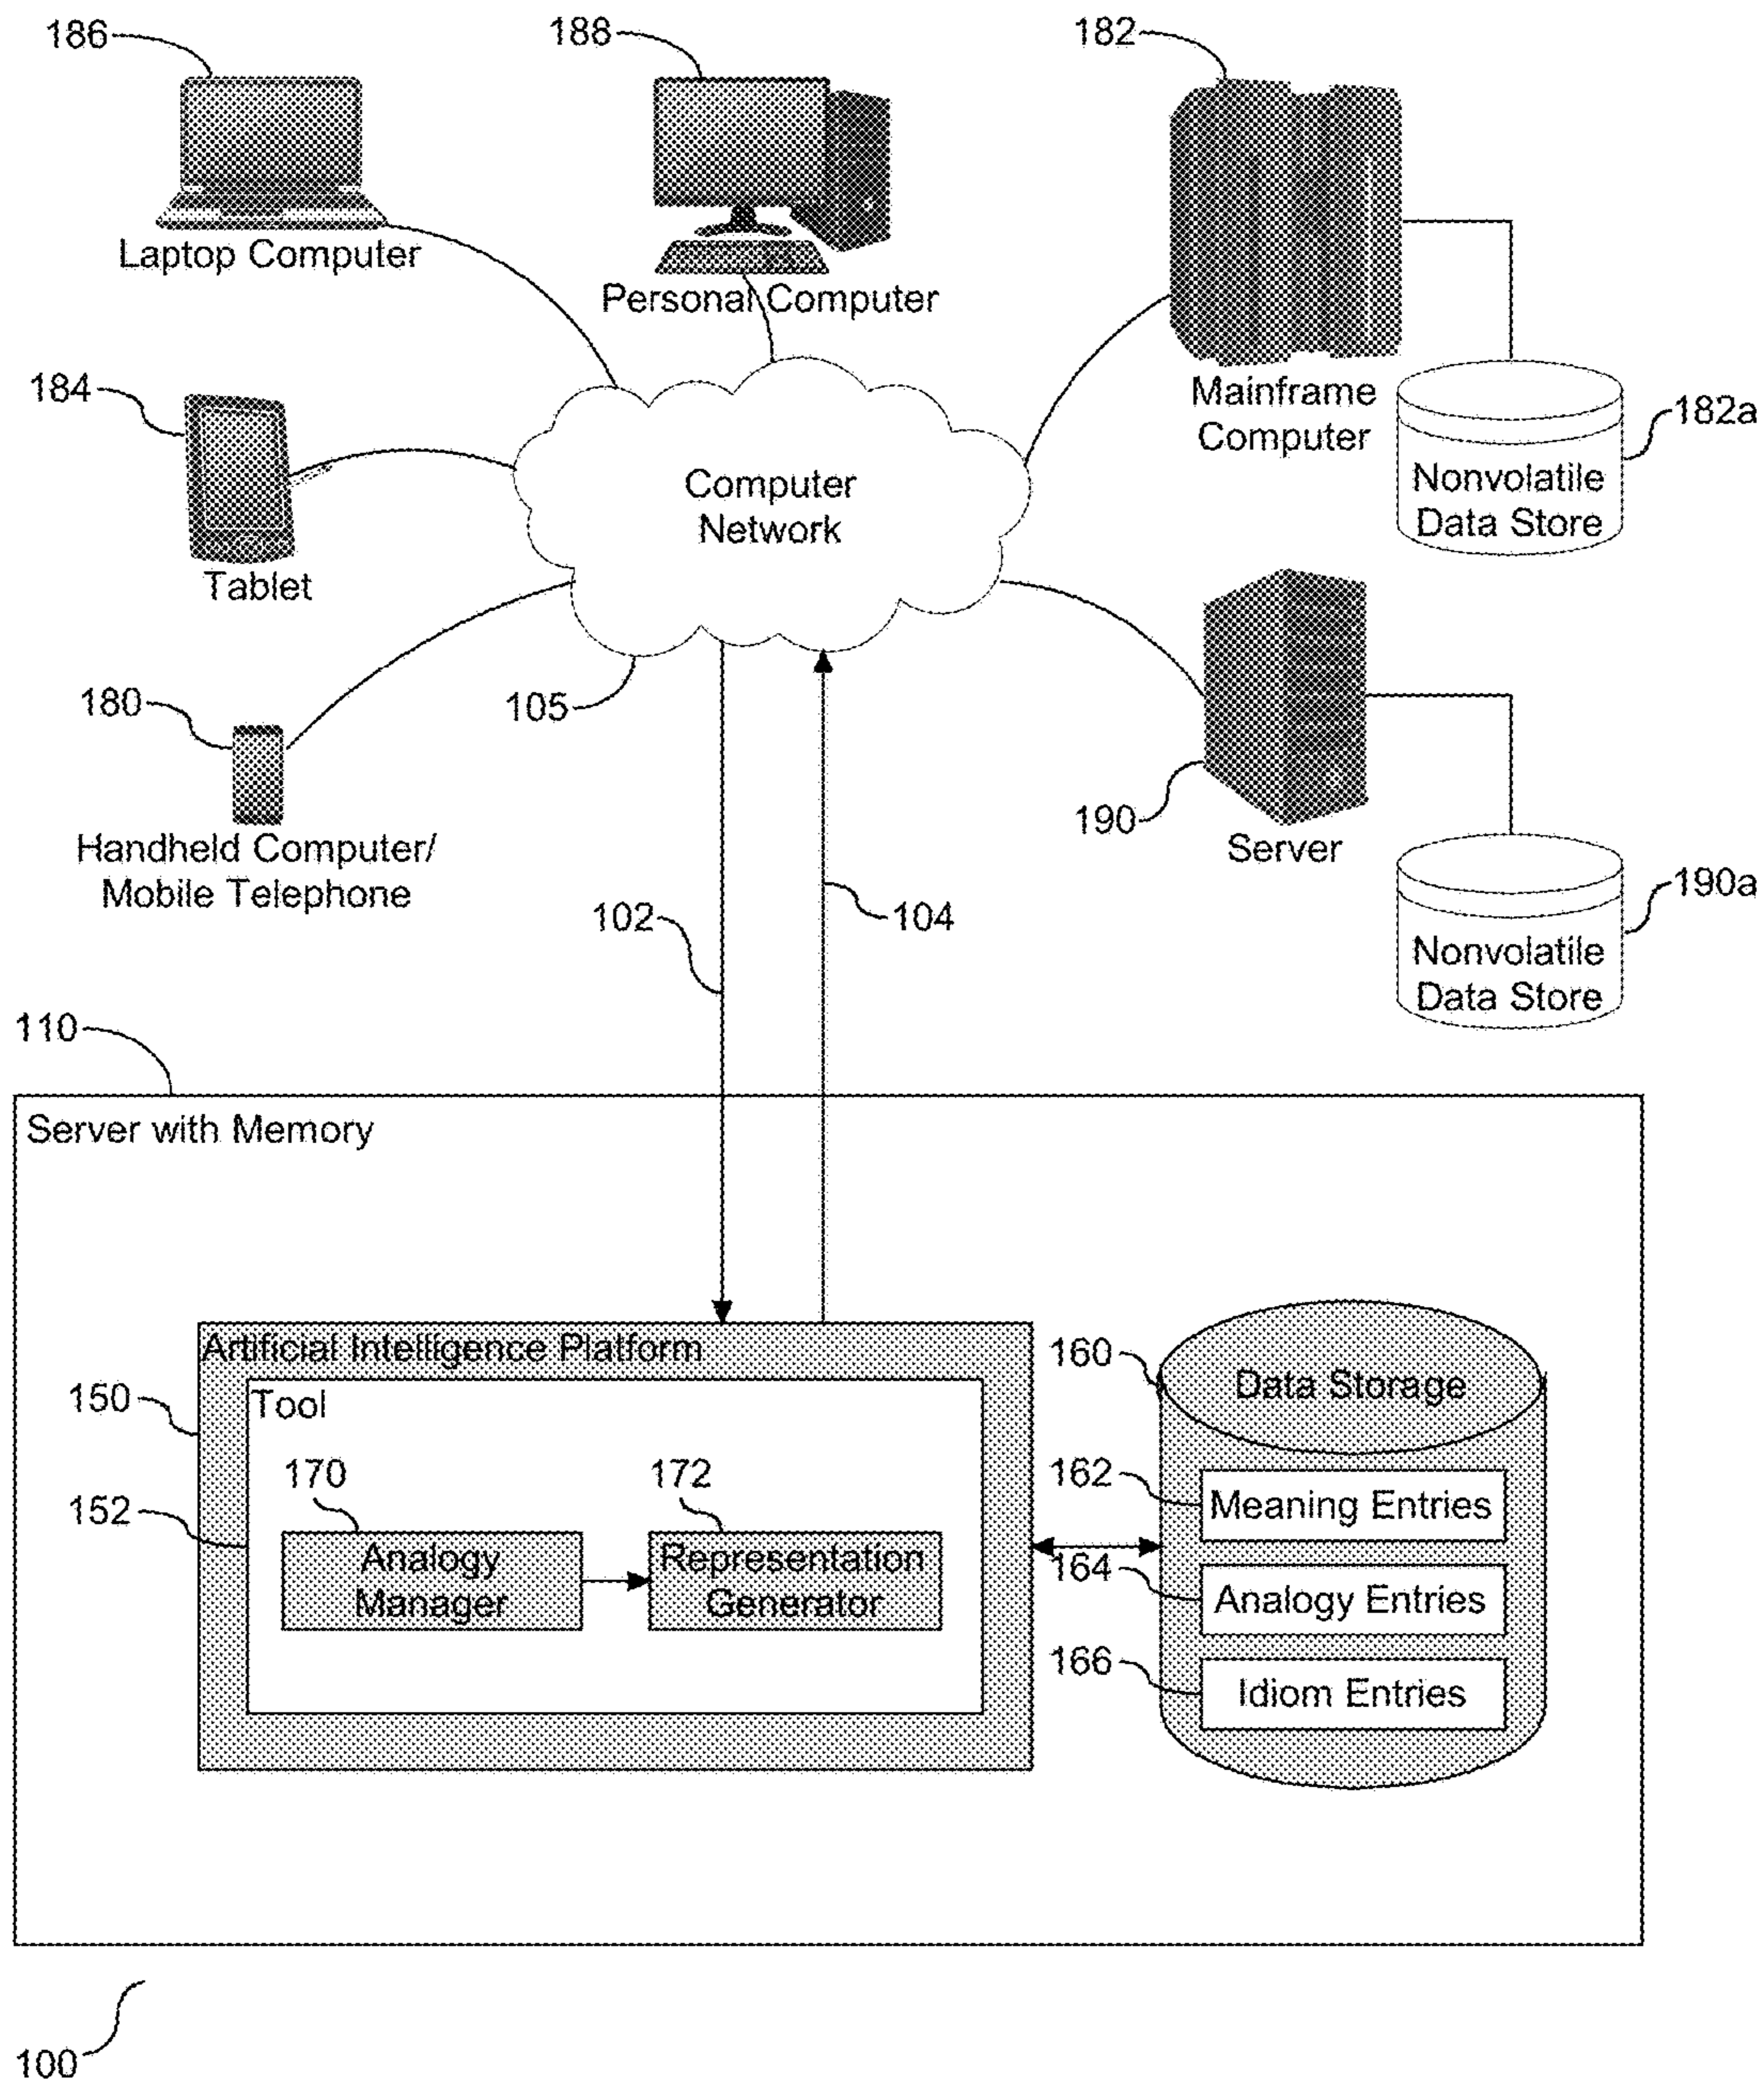 186
188
182
Laptop Computer
Personal Computer
Mainframe
Computer
184
182a
Nonvolatile
Data Store
Computer
Network
Tablet
180
105
190
Server
Handheld Computer/
Mobile Telephone
102
104
190a
Nonvolatile
Data Store
110
Server with Memory
Artificial Intelligence Platform
150
Tool
160
Data Storage
170
172
152
Analogy
Manager
Representation
Generator
162
Meaning Entries
164
Analogy Entries
166
Idiom Entries
100